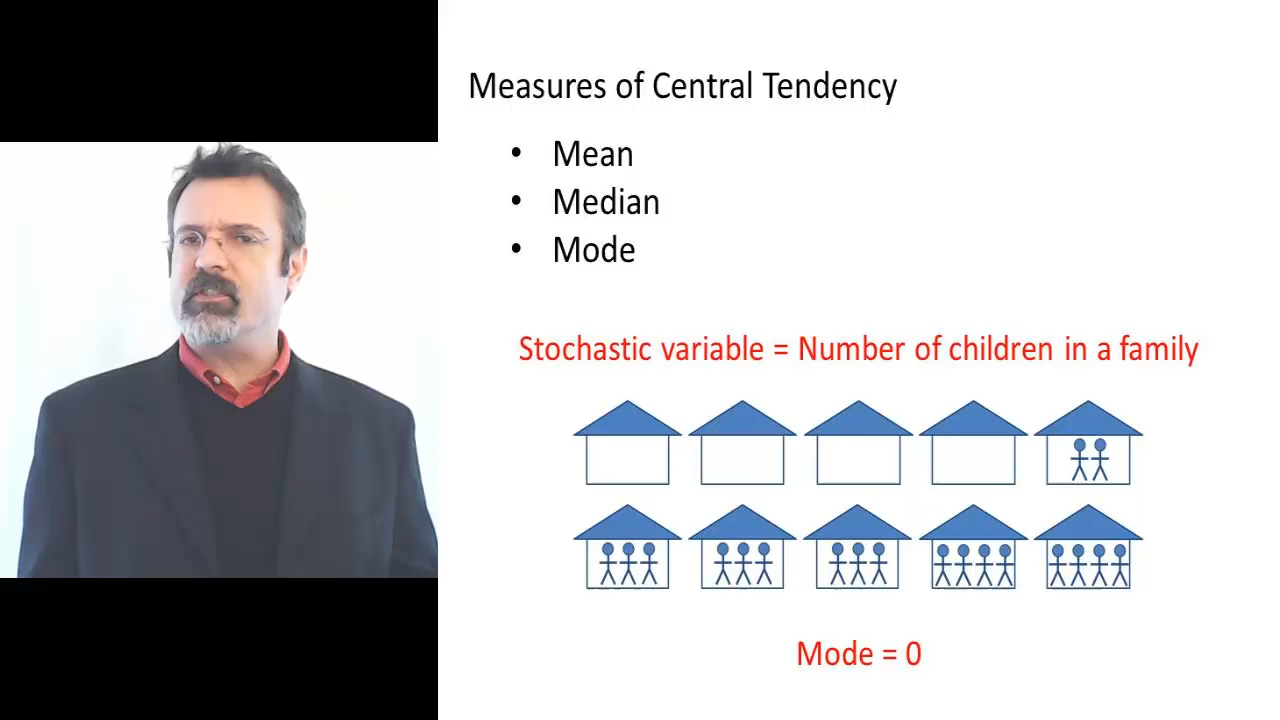 Measures of Central Tendency
• Mean
• Median
• Mode
Stochastic variable = Number of children in a family
Mode = 0